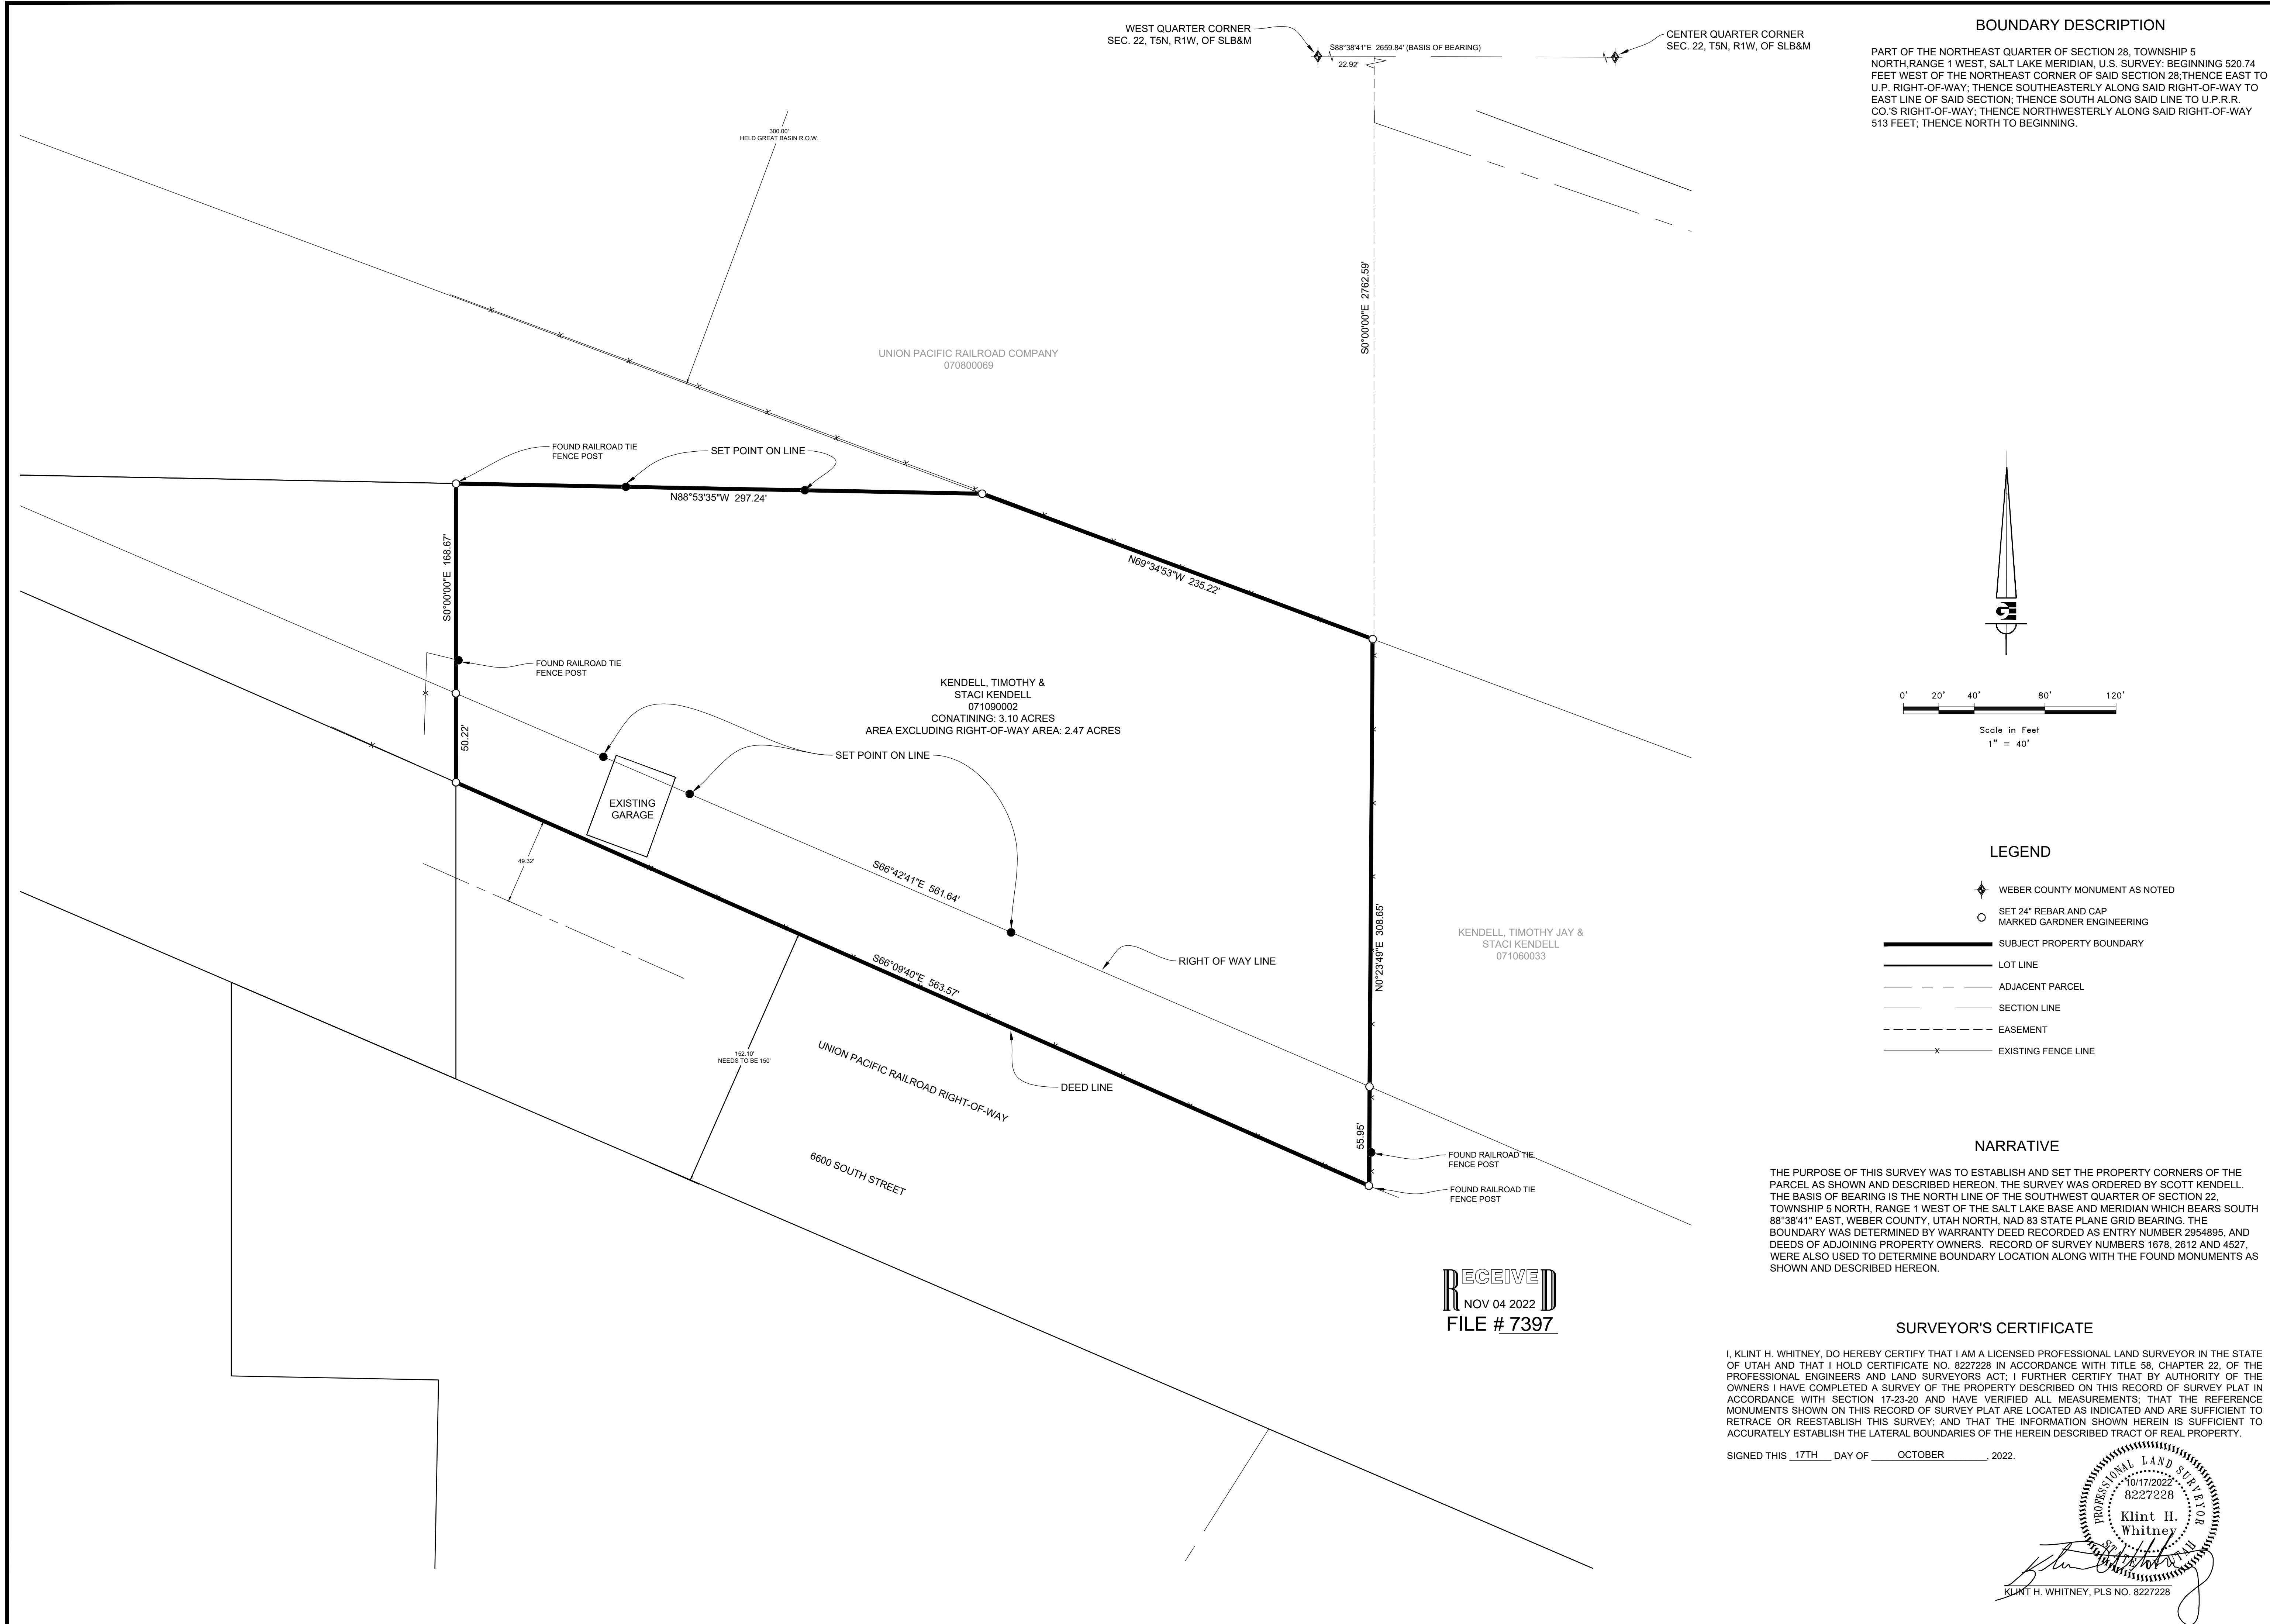 WEST QUARTER CORNER
SEC. 22, T5N, R1W, OF SLB&M
S88°38'41"E 2659.84' (BASIS OF BEARING)
22.92'
CENTER QUARTER CORNER
SEC. 22, T5N, R1W, OF SLB&M
300.00'
HELD GREAT BASIN R.O.W.
S0°00'00"E 2762.59'
UNION PACIFIC RAILROAD COMPANY
070800069
FOUND RAILROAD TIE
FENCE POST
SET POINT ON LINE
N88°53'35"W 297.24'
N69°34'53"W 235.22'
S0°00'00"E 168.67'
FOUND RAILROAD TIE
FENCE POST
50.22'
KENDELL, TIMOTHY &
STACI KENDELL
071090002
CONATINING: 3.10 ACRES
AREA EXCLUDING RIGHT-OF-WAY AREA: 2.47 ACRES
SET POINT ON LINE
EXISTING
GARAGE
49.32'
S66°42'41"E 561.64'
N0°23'49"E 308.65'
KENDELL, TIMOTHY JAY &
STACI KENDELL
071060033
RIGHT OF WAY LINE
S66°09'40"E 563.57'
152.10'
NEEDS TO BE 150'
UNION PACIFIC RAILROAD RIGHT-OF-WAY
DEED LINE
6600 SOUTH STREET
55.95'
FOUND RAILROAD TIE
FENCE POST
FOUND RAILROAD TIE
FENCE POST
RECEIVED
NOV 04 2022
FILE # 7397
BOUNDARY DESCRIPTION
PART OF THE NORTHEAST QUARTER OF SECTION 28, TOWNSHIP 5
NORTH,RANGE 1 WEST, SALT LAKE MERIDIAN, U.S. SURVEY: BEGINNING 520.74
FEET WEST OF THE NORTHEAST CORNER OF SAID SECTION 28;THENCE EAST TO
U.P. RIGHT-OF-WAY; THENCE SOUTHEASTERLY ALONG SAID RIGHT-OF-WAY TO
EAST LINE OF SAID SECTION; THENCE SOUTH ALONG SAID LINE TO U.P.R.R.
CO.'S RIGHT-OF-WAY; THENCE NORTHWESTERLY ALONG SAID RIGHT-OF-WAY
513 FEET; THENCE NORTH TO BEGINNING.
GE
0' 20' 40' 80' 120'
Scale in Feet
1" = 40'
LEGEND
WEBER COUNTY MONUMENT AS NOTED
SET 24" REBAR AND CAP
MARKED GARDNER ENGINEERING
SUBJECT PROPERTY BOUNDARY
LOT LINE
ADJACENT PARCEL
SECTION LINE
EASEMENT
EXISTING FENCE LINE
NARRATIVE
THE PURPOSE OF THIS SURVEY WAS TO ESTABLISH AND SET THE PROPERTY CORNERS OF THE
PARCEL AS SHOWN AND DESCRIBED HEREON. THE SURVEY WAS ORDERED BY SCOTT KENDELL.
THE BASIS OF BEARING IS THE NORTH LINE OF THE SOUTHWEST QUARTER OF SECTION 22,
TOWNSHIP 5 NORTH, RANGE 1 WEST OF THE SALT LAKE BASE AND MERIDIAN WHICH BEARS SOUTH
88°38'41" EAST, WEBER COUNTY, UTAH NORTH, NAD 83 STATE PLANE GRID BEARING. THE
BOUNDARY WAS DETERMINED BY WARRANTY DEED RECORDED AS ENTRY NUMBER 2954895, AND
DEEDS OF ADJOINING PROPERTY OWNERS. RECORD OF SURVEY NUMBERS 1678, 2612 AND 4527,
WERE ALSO USED TO DETERMINE BOUNDARY LOCATION ALONG WITH THE FOUND MONUMENTS AS
SHOWN AND DESCRIBED HEREON.
SURVEYOR'S CERTIFICATE
I, KLINT H. WHITNEY, DO HEREBY CERTIFY THAT I AM A LICENSED PROFESSIONAL LAND SURVEYOR IN THE STATE
OF UTAH AND THAT I HOLD CERTIFICATE NO. 8227228 IN ACCORDANCE WITH TITLE 58, CHAPTER 22, OF THE
PROFESSIONAL ENGINEERS AND LAND SURVEYORS ACT; I FURTHER CERTIFY THAT BY AUTHORITY OF THE
OWNERS I HAVE COMPLETED A SURVEY OF THE PROPERTY DESCRIBED ON THIS RECORD OF SURVEY PLAT IN
ACCORDANCE WITH SECTION 17-23-20 AND HAVE VERIFIED ALL MEASUREMENTS; THAT THE REFERENCE
MONUMENTS SHOWN ON THIS RECORD OF SURVEY PLAT ARE LOCATED AS INDICATED AND ARE SUFFICIENT TO
RETRACE OR REESTABLISH THIS SURVEY; AND THAT THE INFORMATION SHOWN HEREIN IS SUFFICIENT TO
ACCURATELY ESTABLISH THE LATERAL BOUNDARIES OF THE HEREIN DESCRIBED TRACT OF REAL PROPERTY.
SIGNED THIS 17TH DAY OF OCTOBER, 2022.
PROFESSIONAL LAND SURVEYOR
10/17/2022
8227228
Klint H.
Whitney
STATE OF UTAH
KLINT H. WHITNEY, PLS NO. 8227228